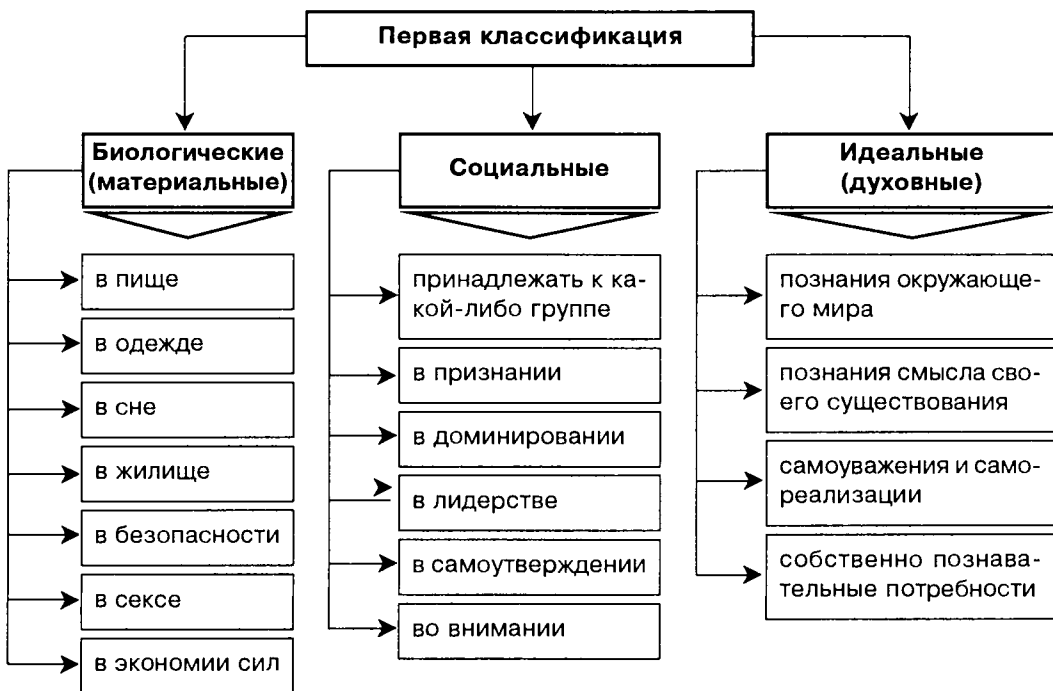 Первая классификация
Биологические
(материальные)
в пище
в одежде
в сне
в жилище
в безопасности
в сексе
в экономии сил
Социальные
принадлежать к ка-
кой-либо группе
в признании
в доминировании
в лидерстве
в самоутверждении
во внимании
Идеальные
(духовные)
познания окружающе-
го мира
познания смысла сво-
его существования
самоуважения и само-
реализации
собственно познава-
тельные потребности